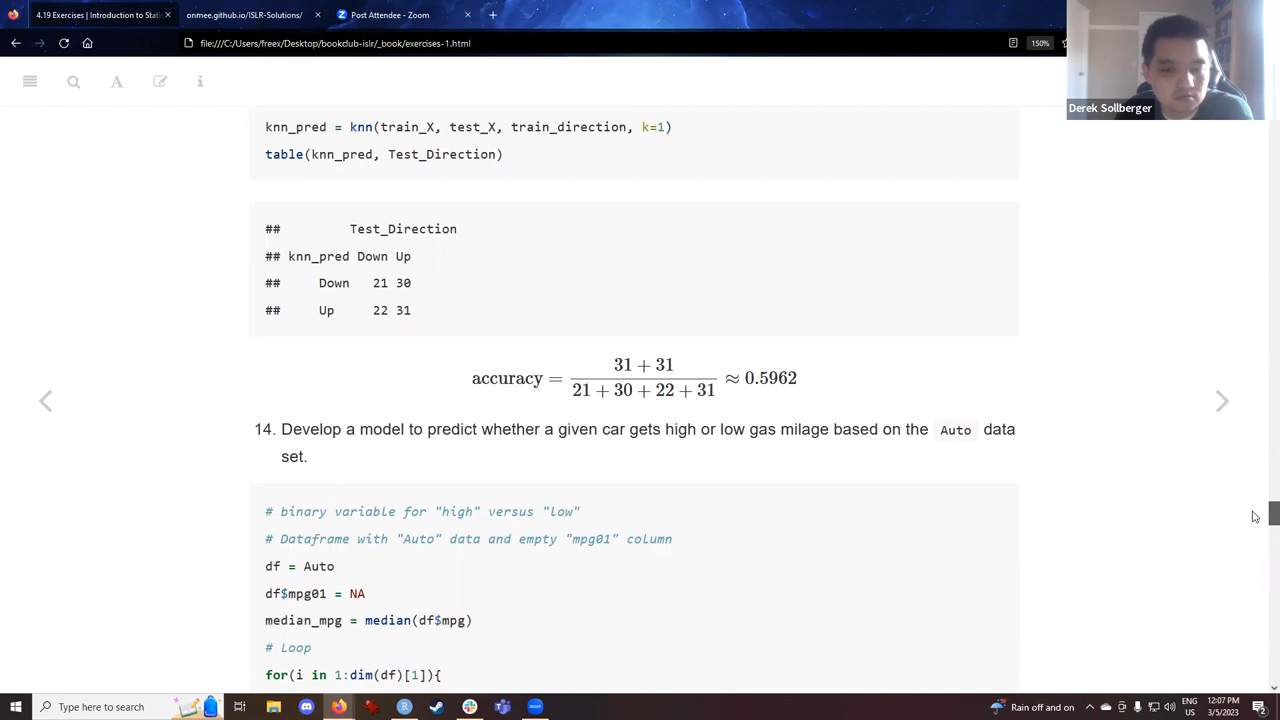 4.19 Exercises | Introduction to Stati
onmee.github.io/ISLR-Solutions/
Post Attendee - Zoom
file:///C:/Users/freex/Desktop/bookclub-islr/_book/exercises-1.html
150%
Derek Sollberger
knn_pred = knn(train_X, test_X, train_direction, k=1)
table(knn_pred, Test_Direction)
## Test_Direction
## knn_pred Down Up
## Down 21 30
## Up 22 31
accuracy = 31 + 31 / 21 + 30 + 22 + 31 ≈ 0.5962
14. Develop a model to predict whether a given car gets high or low gas milage based on the Auto data
set.
# binary variable for "high" versus "low"
# Dataframe with "Auto" data and empty "mpg01" column
df = Auto
df$mpg01 = NA
median_mpg = median(df$mpg)
# Loop
for(i in 1:dim(df)[1]){
Type here to search
Rain off and on
ENG
US
12:07 PM
3/5/2023
2